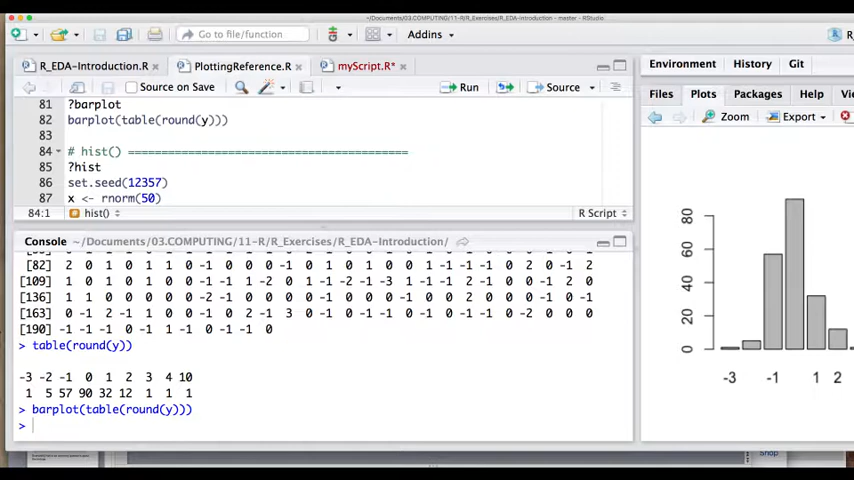 ~/Documents/03.COMPUTING/11-R/R_Exercises/R_EDA-Introduction - master - RStudio
Go to file/function
Addins
R_EDA-Introduction.R
PlottingReference.R
myScript.R*
Source on Save
Run
Source
81 ?barplot
82 barplot(table(round(y)))
83
84 # hist() =========================================
85 ?hist
86 set.seed(12357)
87 x <- rnorm(50)
84:1
hist()
R Script
Console ~/Documents/03.COMPUTING/11-R/R_Exercises/R_EDA-Introduction/
[82] 2 0 1 0 1 1 0 -1 0 0 0 -1 0 1 0 1 0 0 1 -1 -1 -1 0 2 0 -1 2
[109] 1 0 1 0 1 0 -1 -1 1 -2 0 1 -1 -2 -1 -3 1 -1 -1 2 -1 0 0 -1 2 0
[136] 1 1 0 0 0 0 -2 -1 0 0 0 0 -1 0 0 0 2 0 0 0 -1 0 -1
[163] 0 -1 2 -1 1 0 0 -1 0 2 -1 3 0 -1 0 -1 -1 0 -1 0 -1 -1 0 -2 0 0 0
[190] -1 -1 -1 0 -1 1 -1 0 -1 -1 0
> table(round(y))
-3 -2 -1 0 1 2 3 4 10
1 5 57 90 32 12 1 1 1
> barplot(table(round(y)))
>
Environment
History
Git
Files
Plots
Packages
Help
Zoom
Export
80
60
40
20
0
-3
-1
1
2
Shop